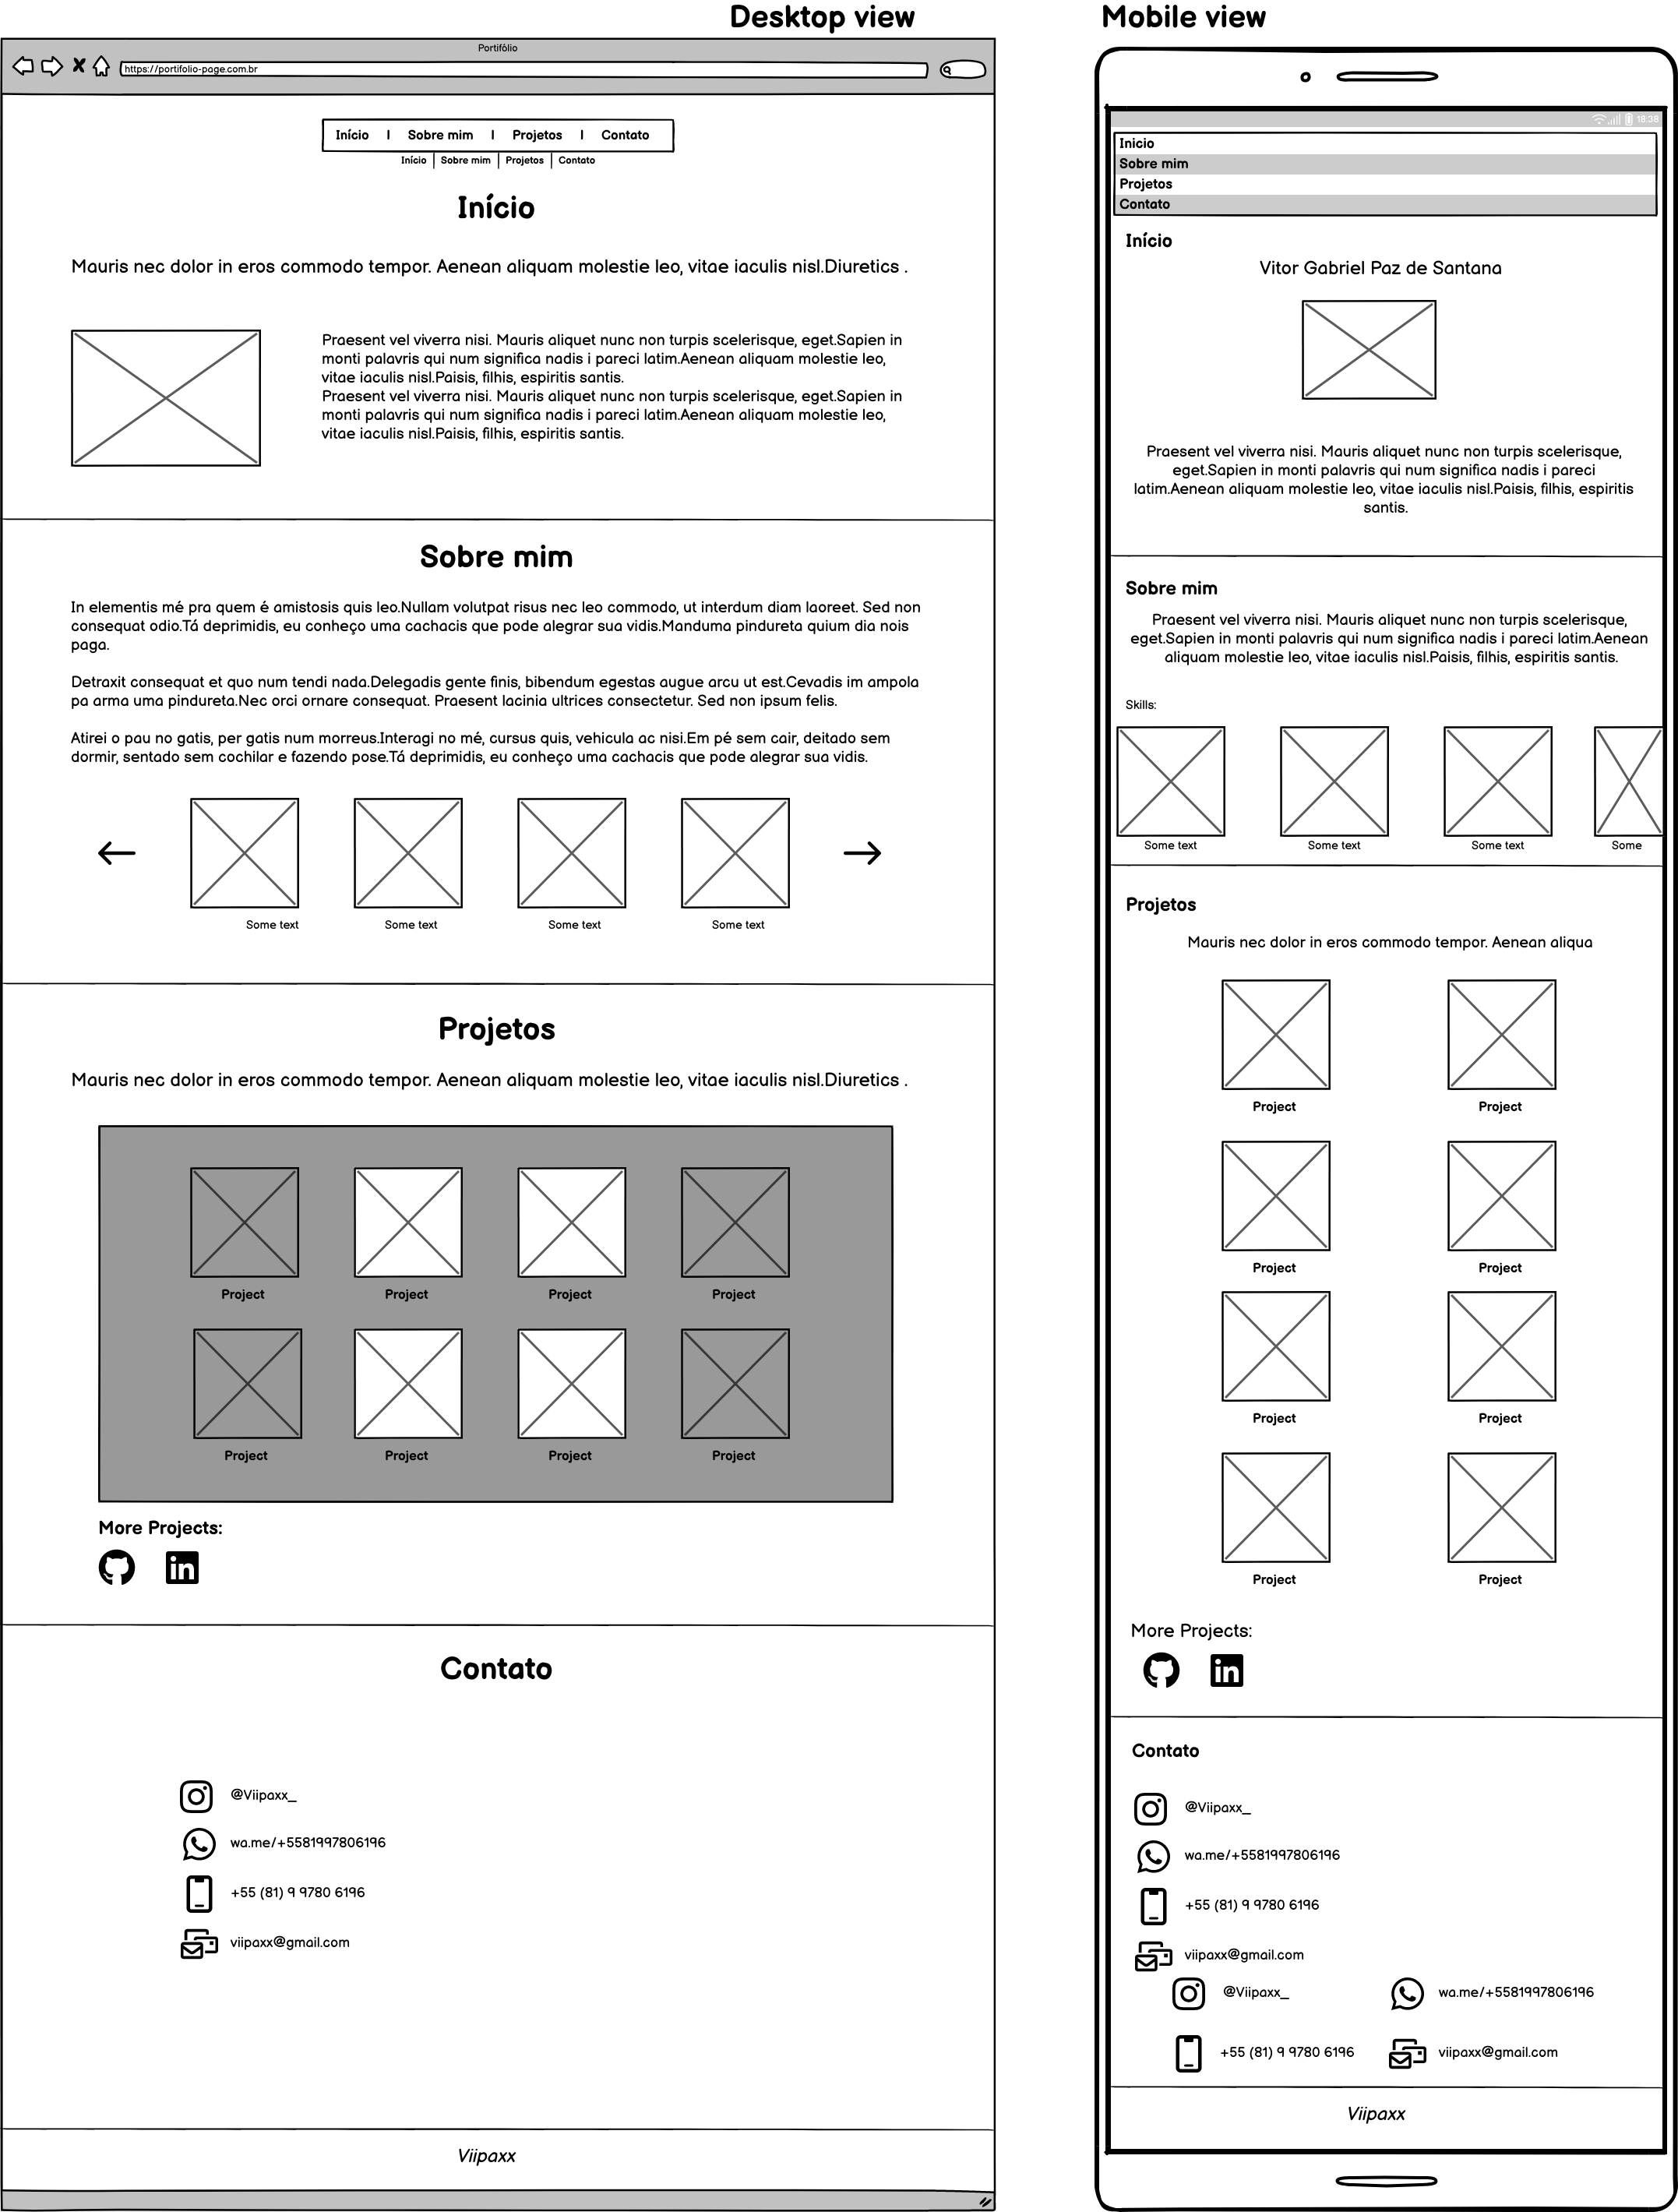 Desktop view
Portifólio
https://portifolio-page.com.br
Início | Sobre mim | Projetos | Contato
Início | Sobre mim | Projetos | Contato
Início
Mauris nec dolor in eros commodo tempor. Aenean aliquam molestie leo, vitae iaculis nisl.Diuretics .
Praesent vel viverra nisi. Mauris aliquet nunc non turpis scelerisque, eget.Sapien in
monti palavris qui num significa nadis i pareci latim.Aenean aliquam molestie leo,
vitae iaculis nisl.Paisis, filhis, espiritis santis.
Praesent vel viverra nisi. Mauris aliquet nunc non turpis scelerisque, eget.Sapien in
monti palavris qui num significa nadis i pareci latim.Aenean aliquam molestie leo,
vitae iaculis nisl.Paisis, filhis, espiritis santis.
Sobre mim
In elementis mé pra quem é amistosis quis leo.Nullam volutpat risus nec leo commodo, ut interdum diam laoreet. Sed non
consequat odio.Tá deprimidis, eu conheço uma cachacis que pode alegrar sua vidis.Manduma pindureta quium dia nois
paga.
Detraxit consequat et quo num tendi nada.Delegadis gente finis, bibendum egestas augue arcu ut est.Cevadis im ampola
pa arma uma pindureta.Nec orci ornare consequat. Praesent lacinia ultrices consectetur. Sed non ipsum felis.
Atirei o pau no gatis, per gatis num morreus.Interagi no mé, cursus quis, vehicula ac nisi.Em pé sem cair, deitado sem
dormir, sentado sem cochilar e fazendo pose.Tá deprimidis, eu conheço uma cachacis que pode alegrar sua vidis.
Some text Some text Some text Some text
Projetos
Mauris nec dolor in eros commodo tempor. Aenean aliquam molestie leo, vitae iaculis nisl.Diuretics .
Project Project Project Project
Project Project Project Project
More Projects:
in
Contato
@Viipaxx_
wa.me/+5581997806196
+55 (81) 9 9780 6196
viipaxx@gmail.com
Viipaxx
Mobile view
18:38
Inicio
Sobre mim
Projetos
Contato
Início
Vitor Gabriel Paz de Santana
Praesent vel viverra nisi. Mauris aliquet nunc non turpis scelerisque,
eget.Sapien in monti palavris qui num significa nadis i pareci
latim.Aenean aliquam molestie leo, vitae iaculis nisl.Paisis, filhis, espiritis
santis.
Sobre mim
Praesent vel viverra nisi. Mauris aliquet nunc non turpis scelerisque,
eget.Sapien in monti palavris qui num significa nadis i pareci latim.Aenean
aliquam molestie leo, vitae iaculis nisl.Paisis, filhis, espiritis santis.
Skills:
Some text Some text Some text Some
Projetos
Mauris nec dolor in eros commodo tempor. Aenean aliqua
Project Project
Project Project
Project Project
Project Project
More Projects:
in
Contato
@Viipaxx_
wa.me/+5581997806196
+55 (81) 9 9780 6196
viipaxx@gmail.com
@Viipaxx_ wa.me/+5581997806196
+55 (81) 9 9780 6196 viipaxx@gmail.com
Viipaxx